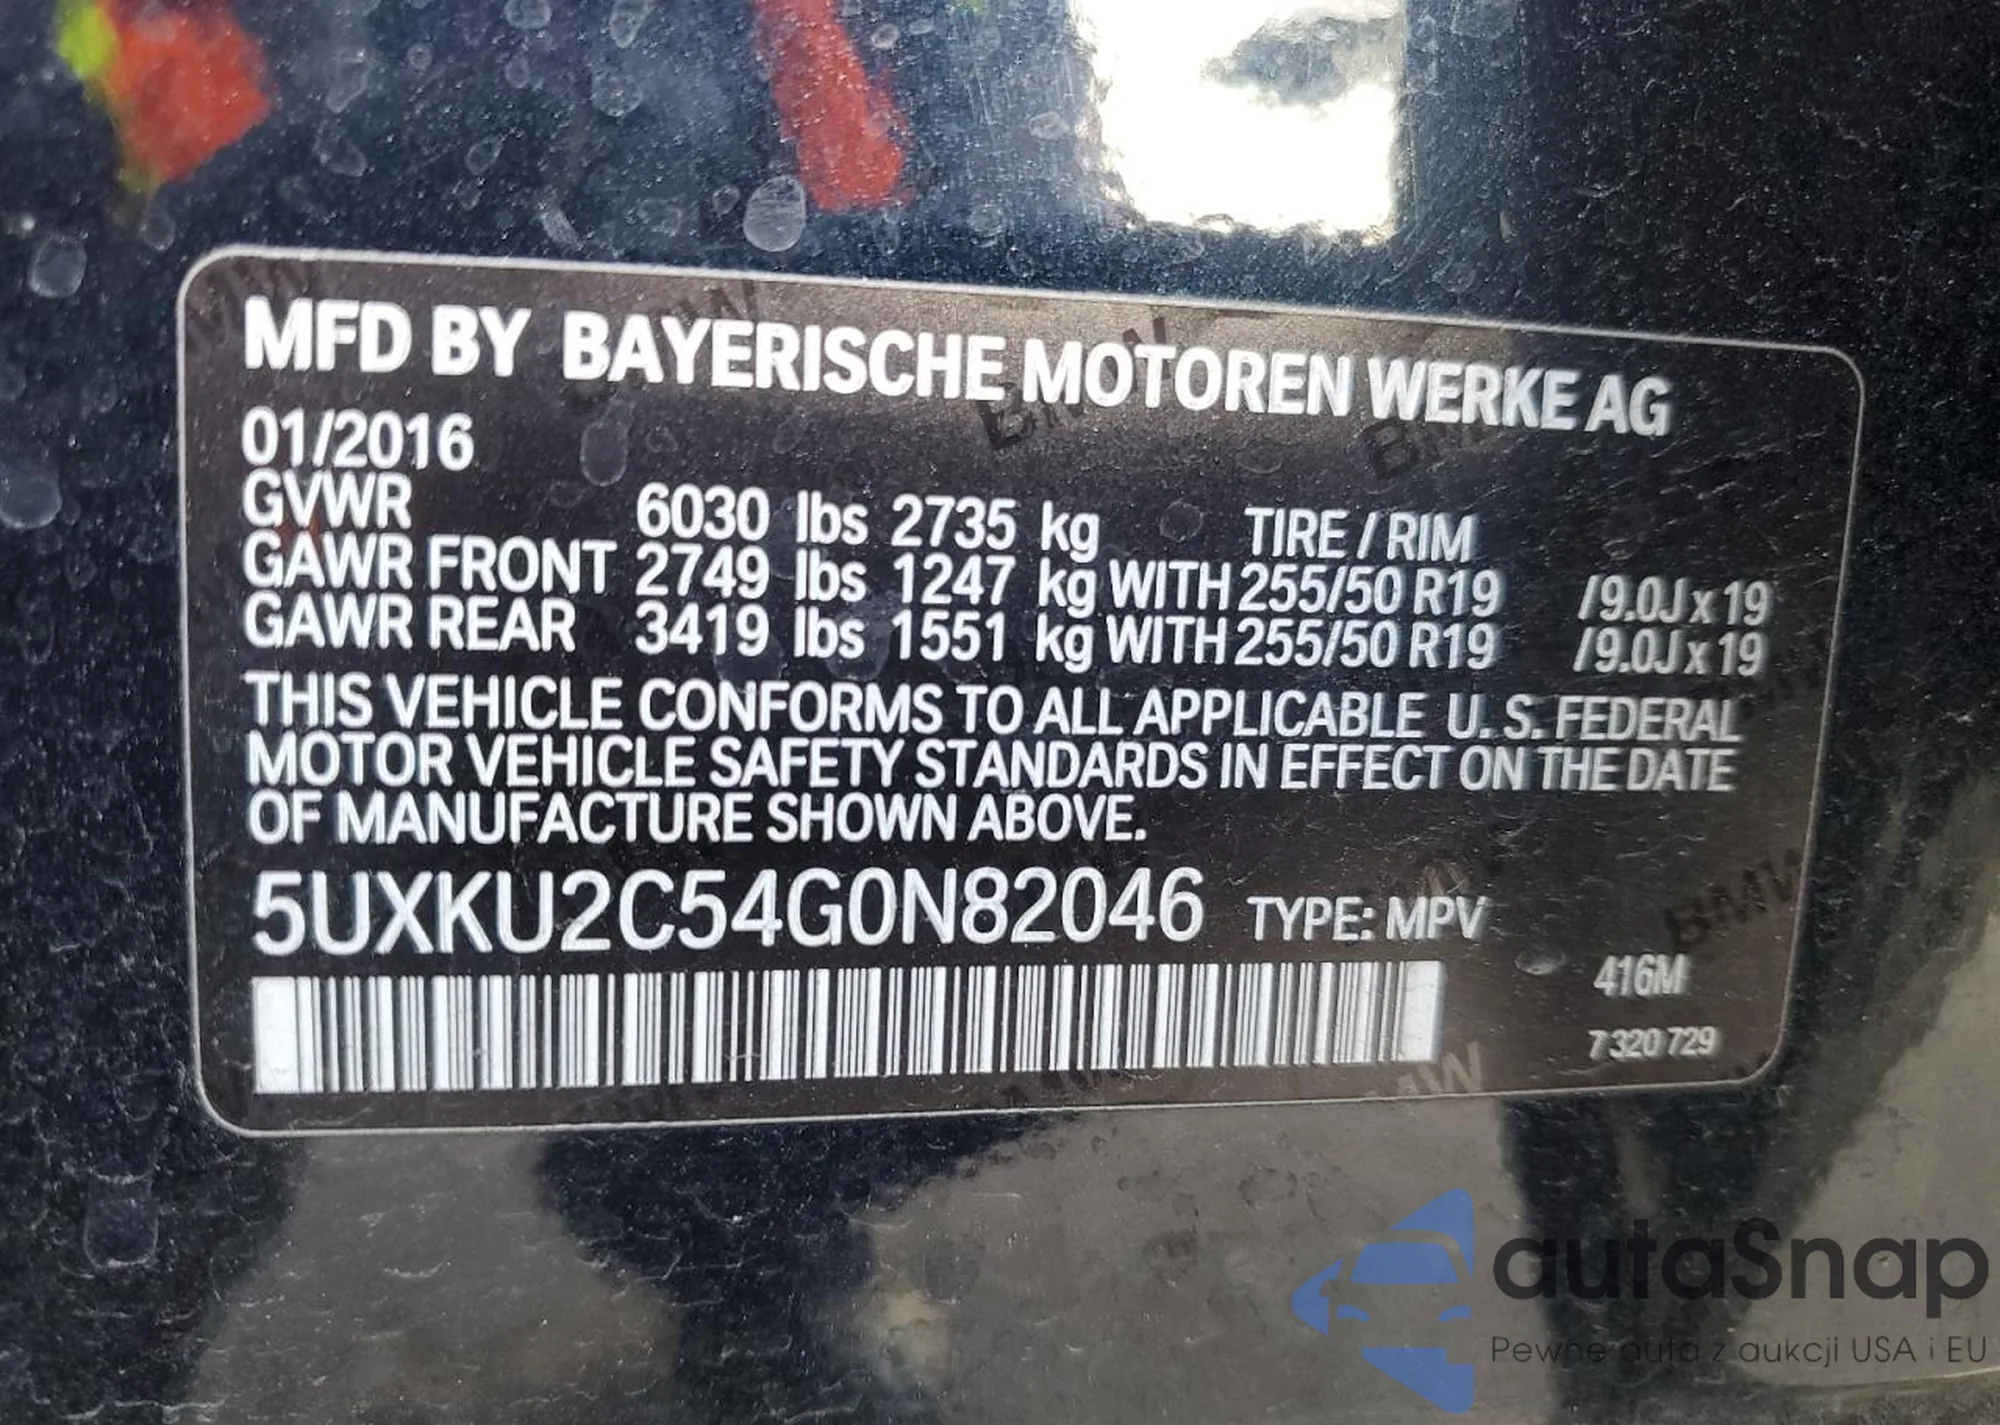 MFD BY BAYERISCHE MOTOREN WERKE AG
01/2016
GVWR 6030 lbs 2735 kg TIRE / RIM
GAWR FRONT 2749 lbs 1247 kg WITH 255/50 R19 /9.0J x 19
GAWR REAR 3419 lbs 1551 kg WITH 255/50 R19 /9.0J x 19
THIS VEHICLE CONFORMS TO ALL APPLICABLE U.S. FEDERAL
MOTOR VEHICLE SAFETY STANDARDS IN EFFECT ON THE DATE
OF MANUFACTURE SHOWN ABOVE.
5UXKU2C54G0N82046 TYPE: MPV
416M
7 320 729
autaSnap
Pewne auta z aukcji USA i EU